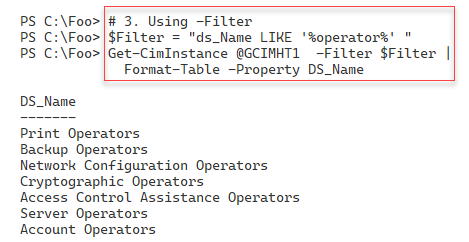 PS C:\Foo> # 3. Using -Filter
PS C:\Foo> $Filter = "ds_Name LIKE '%operator%' "
PS C:\Foo> Get-CimInstance @GCIMHT1  -Filter $Filter |
             Format-Table -Property DS_Name
DS_Name
-------
Print Operators
Backup Operators
Network Configuration Operators
Cryptographic Operators
Access Control Assistance Operators
Server Operators
Account Operators